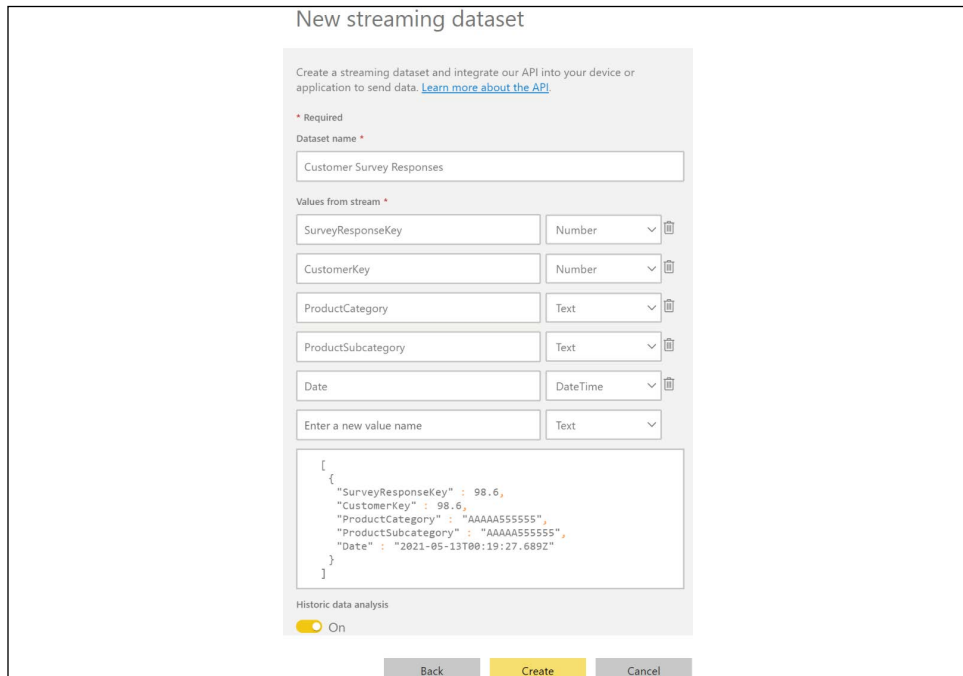 New streaming dataset
Create a streaming dataset and integrate our API into your device or
application to send data. Learn more about the API.
* Required
Dataset name *
Customer Survey Responses
Values from stream *
SurveyResponseKey Number
CustomerKey Number
ProductCategory Text
ProductSubcategory Text
Date DateTime
Enter a new value name Text
[
{
"SurveyResponseKey" : 98.6,
"CustomerKey" : 98.6,
"ProductCategory" : "AAAAA555555",
"ProductSubcategory" : "AAAAA555555",
"Date" : "2021-05-13T00:19:27.689Z"
}
]
Historic data analysis
On
Back Create Cancel